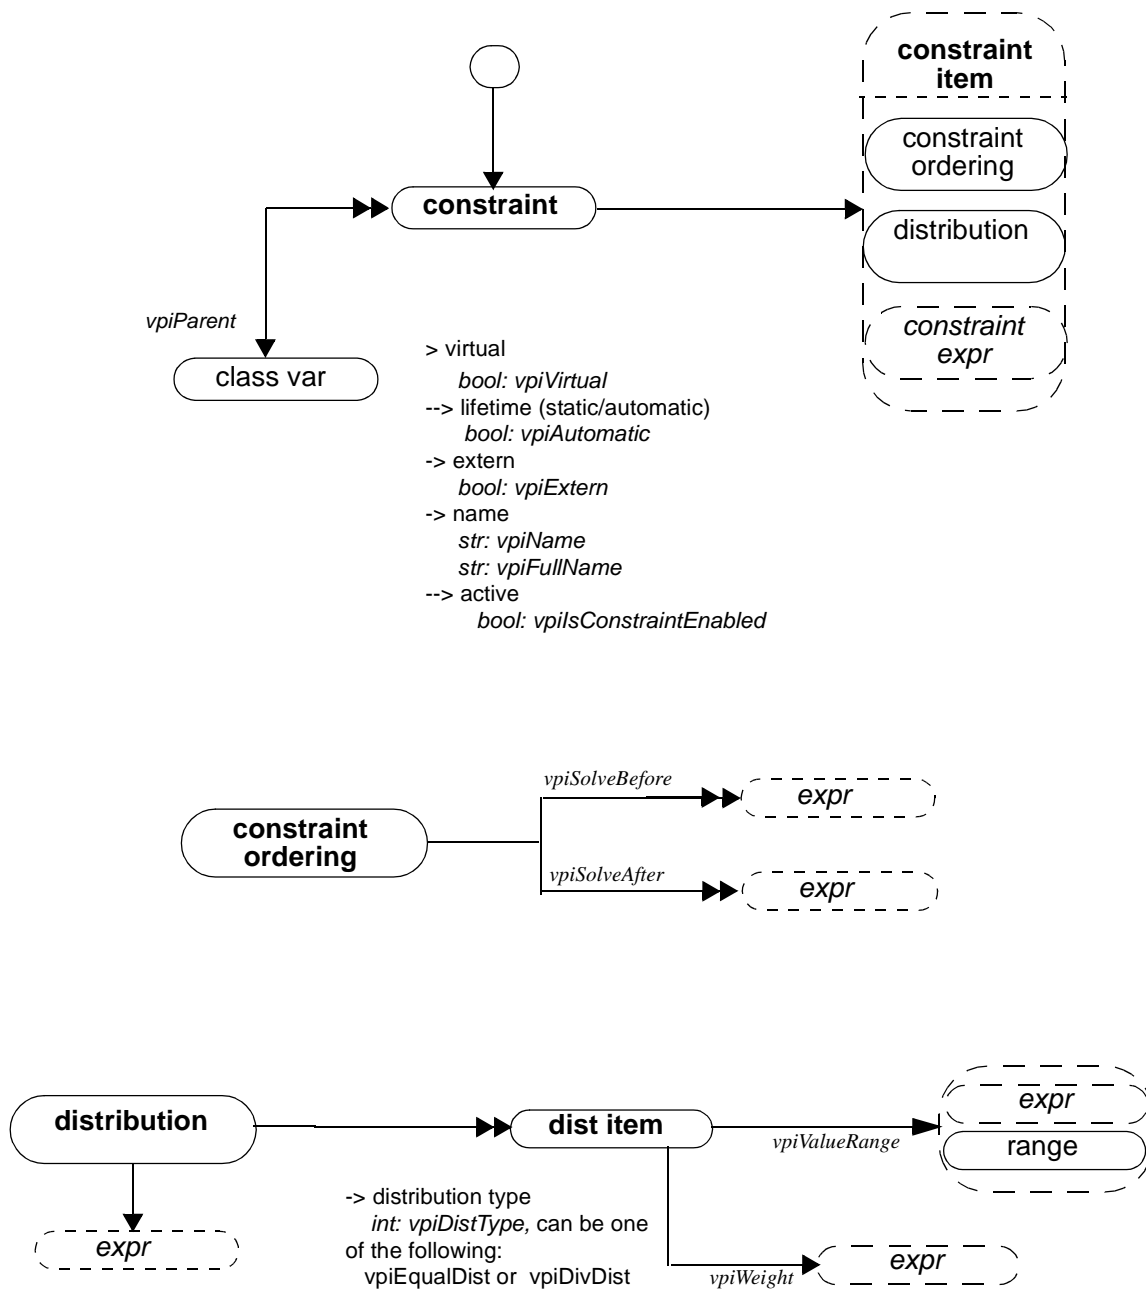 constraint
item
constraint
ordering
constraint
distribution
vpiParent
constraint
expr
class var
> virtual
bool: vpiVirtual
--> lifetime (static/automatic)
bool: vpiAutomatic
-> extern
bool: vpiExtern
-> name
str: vpiName
str: vpiFullName
--> active
bool: vpiIsConstraintEnabled
vpiSolveBefore
expr
constraint
ordering
vpiSolveAfter
expr
distribution
dist item
vpiValueRange
expr
range
-> distribution type
int: vpiDistType, can be one
of the following:
vpiEqualDist or vpiDivDist
expr
vpiWeight
expr